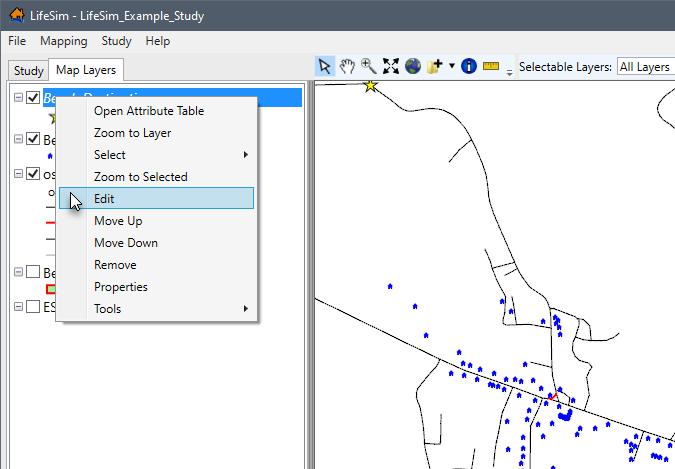 LifeSim - LifeSim_Example_Study
File Mapping Study Help
Study Map Layers
Selectable Layers: All Layers
Open Attribute Table
Zoom to Layer
Be
Select
os
Zoom to Selected
Edit
Move Up
Move Down
Remove
Be
Properties
ES
Tools